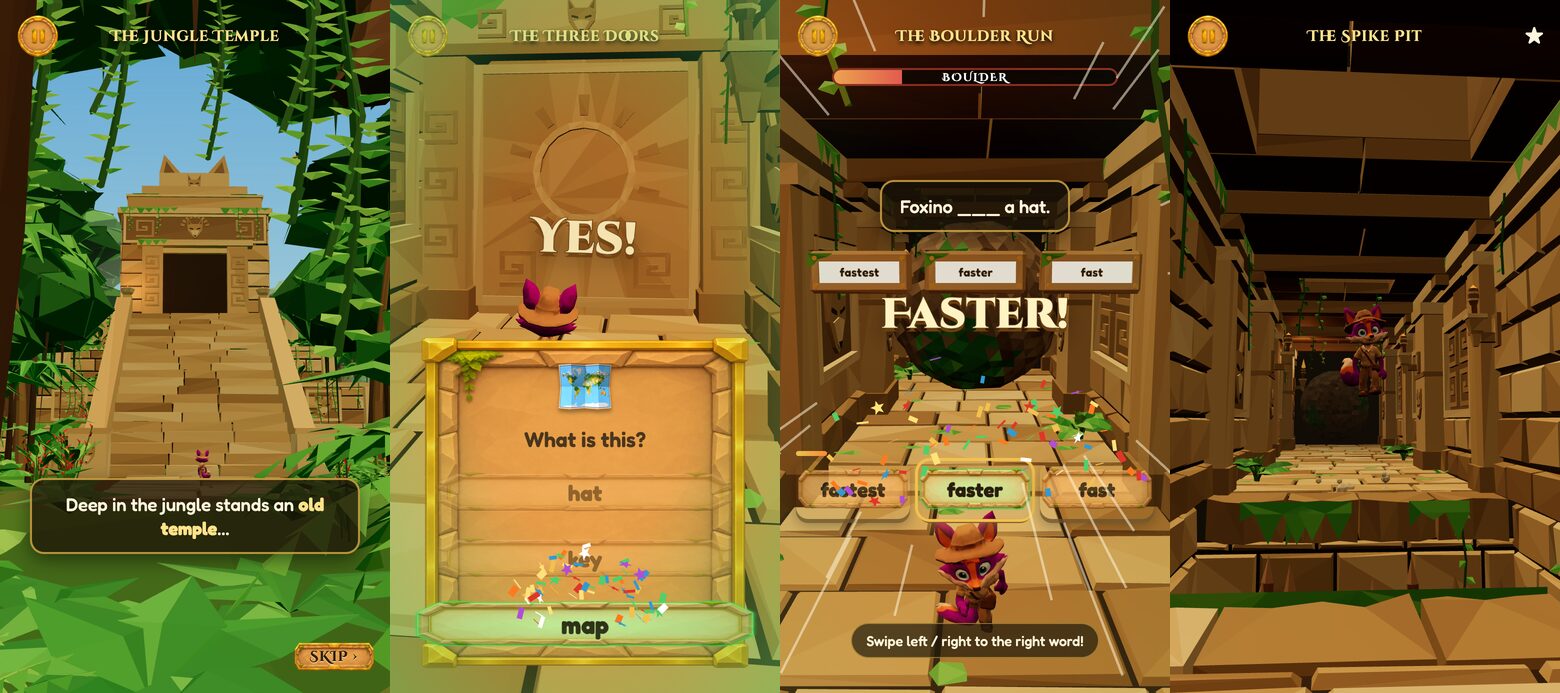 THE JUNGLE TEMPLE
Deep in the jungle stands an old
temple...
SKIP ›
THE THREE DOORS
YES!
What is this?
hat
key
map
THE BOULDER RUN
BOULDER
Foxino ___ a hat.
fastest
faster
fast
FASTER!
fastest
faster
fast
Swipe left / right to the right word!
THE SPIKE PIT